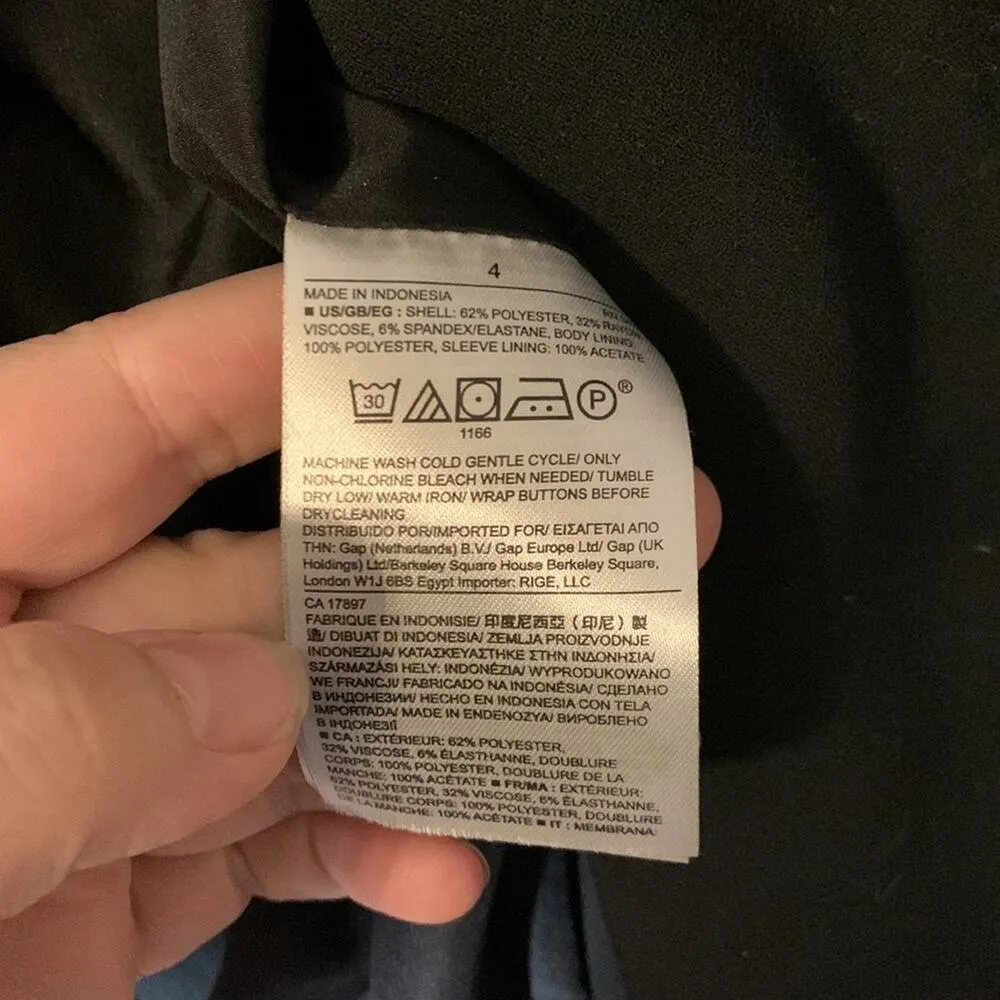 4
MADE IN INDONESIA
■ US/GB/EG : SHELL: 62% POLYESTER, 32% RAYON
VISCOSE, 6% SPANDEX/ELASTANE, BODY LINING
100% POLYESTER, SLEEVE LINING: 100% ACETATE
30 P®
1166
MACHINE WASH COLD GENTLE CYCLE/ ONLY
NON-CHLORINE BLEACH WHEN NEEDED/ TUMBLE
DRY LOW/ WARM IRON/ WRAP BUTTONS BEFORE
DRYCLEANING
DISTRIBUIDO POR/IMPORTED FOR/ ΕΙΣΑΓΕΤΑΙ ΑΠΟ
ΤΗΝ: Gap (Netherlands) B.V./ Gap Europe Ltd/ Gap (UK
Holdings) Ltd/Berkeley Square House Berkeley Square,
London W1J 6BS Egypt Importer: RIGE, LLC
CA 17897
FABRIQUE EN INDONISIE/ 印度尼西亞（印尼）製
造/ DIBUAT DI INDONESIA/ ZEMLJA PROIZVODNJE
INDONEZIJA/ ΚΑΤΑΣΚΕΥΑΣΤΗΚΕ ΣΤΗΝ ΙΝΔΟΝΗΣΙΑ/
SZÁRMAZÁSI HELY: INDONÉZIA/ WYPRODUKOWANO
WE FRANCJI/ FABRICADO NA INDONÉSIA/ СДЕЛАНО
В ИНДОНЕЗИИ/ HECHO EN INDONESIA CON TELA
IMPORTADA/ MADE IN ENDENOZYA/ ВИРОБЛЕНО
В ІНДОНЕЗІЇ
■ CA : EXTÉRIEUR: 62% POLYESTER,
32% VISCOSE, 6% ÉLASTHANNE, DOUBLURE
CORPS: 100% POLYESTER, DOUBLURE DE LA
MANCHE: 100% ACÉTATE ■ FR/MA : EXTÉRIEUR:
62% POLYESTER, 32% VISCOSE, 6% ÉLASTHANNE,
DOUBLURE CORPS: 100% POLYESTER, DOUBLURE
DE LA MANCHE: 100% ACÉTATE ■ IT : MEMBRANA: